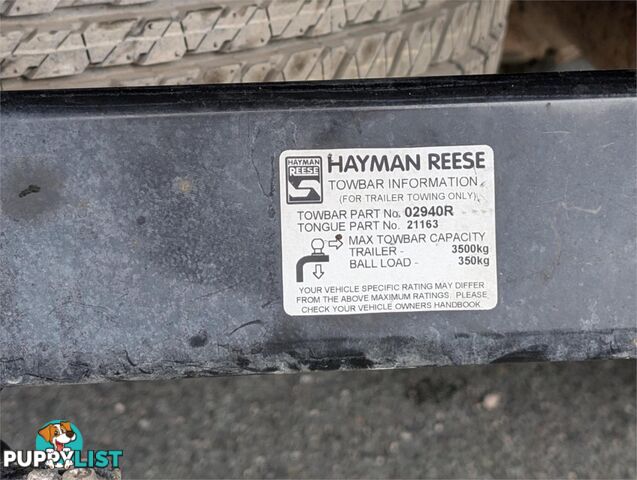 HAYMAN REESE
HAYMAN
REESE
TOWBAR INFORMATION
(FOR TRAILER TOWING ONLY)
TOWBAR PART No. 02940R
TONGUE PART No. 21163
MAX TOWBAR CAPACITY
TRAILER - 3500kg
BALL LOAD - 350kg
YOUR VEHICLE SPECIFIC RATING MAY DIFFER
FROM THE ABOVE MAXIMUM RATINGS. PLEASE
CHECK YOUR VEHICLE OWNERS HANDBOOK
PUPPYLIST